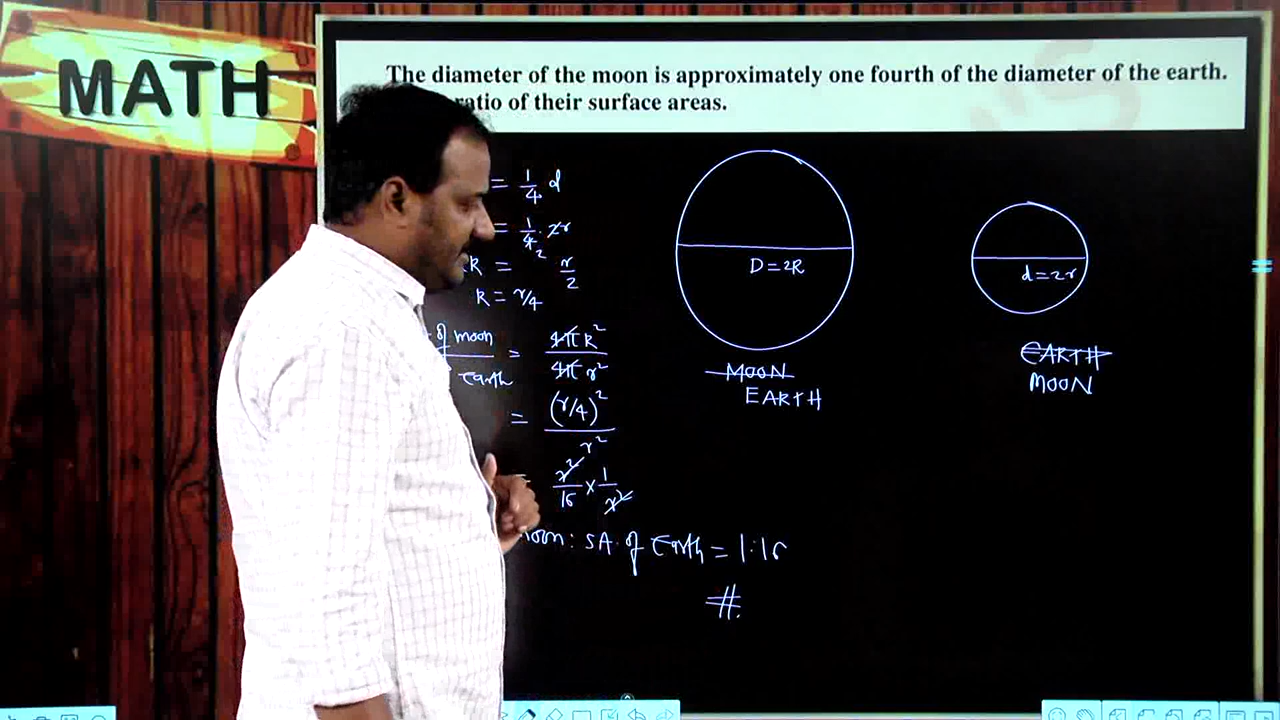 MATH
The diameter of the moon is approximately one fourth of the diameter of the earth.
ratio of their surface areas.
= 1/4 d
= 1/4 . 2r
2
R = r/2
R = r/4
of moon
Earth
= 4πR² / 4πr²
= (r/4)² / r²
= r²/16 × 1/r²
moon: SA. of Earth = 1:16
#.
D = 2R
MOON
EARTH
d = 2r
EARTH
MOON